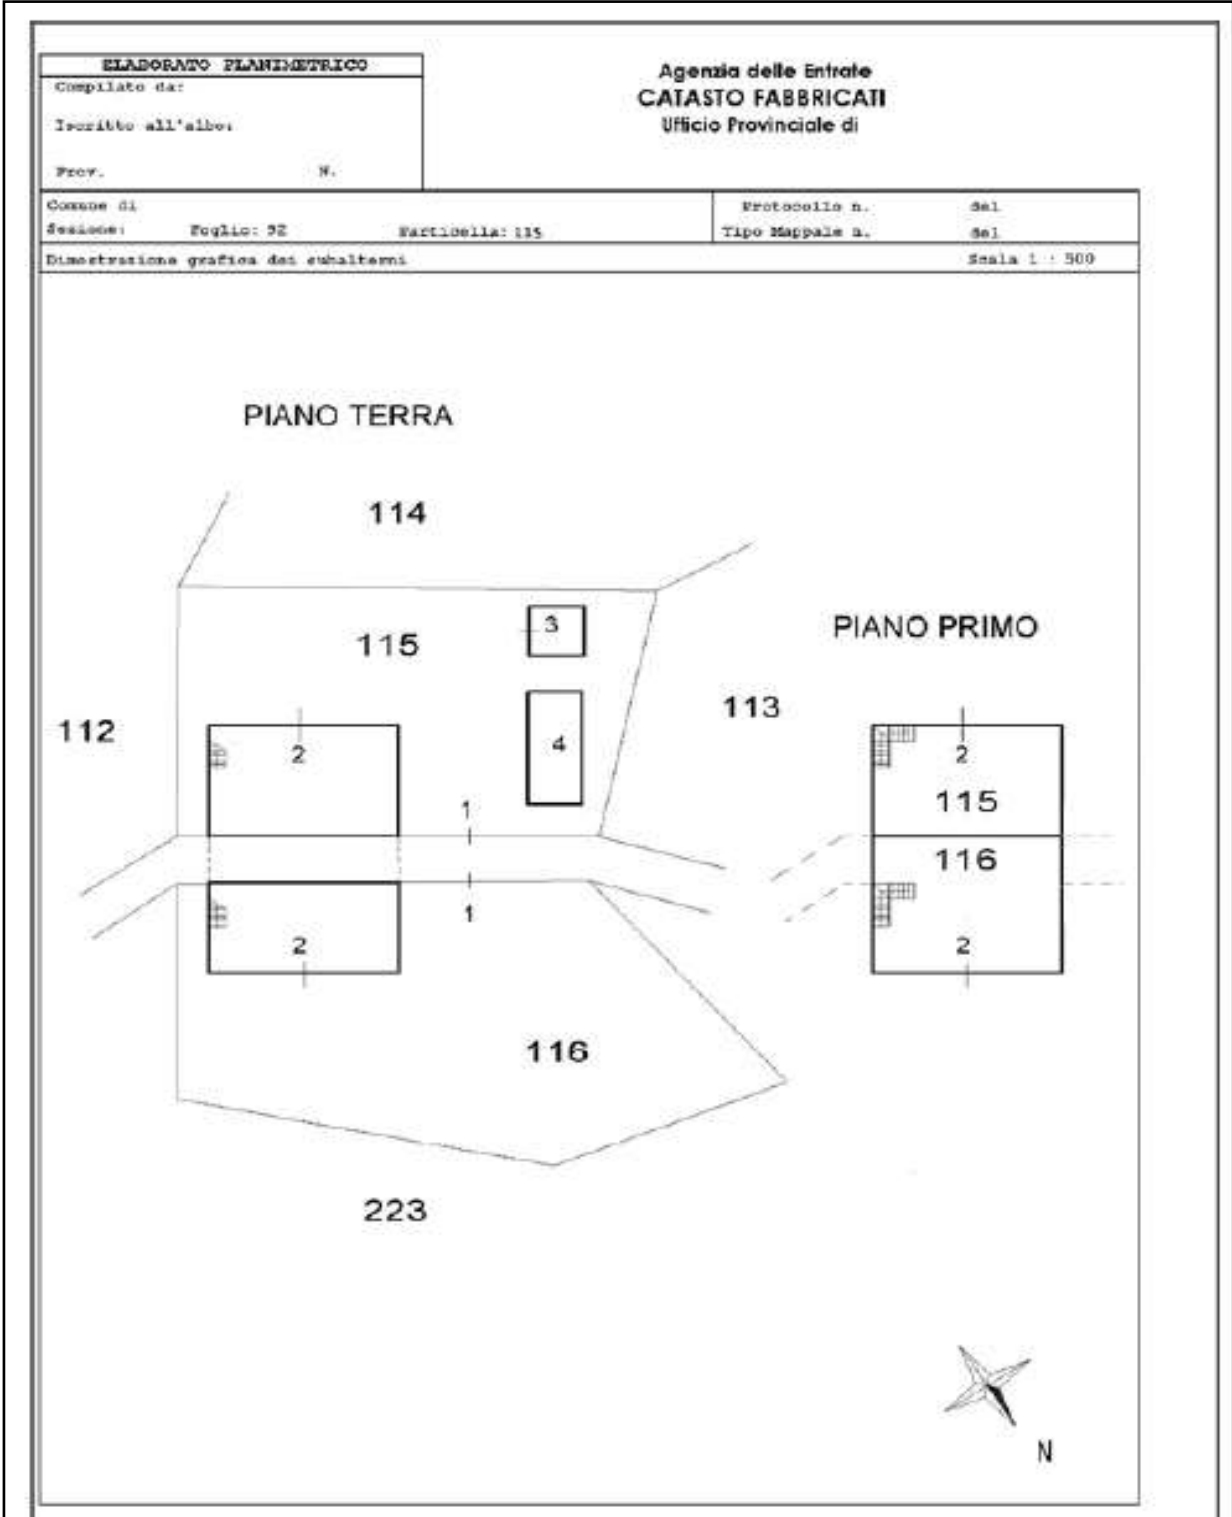 ELABORATO PLANIMETRICO
Compilato da:
Iscritto all'albo:
Prov. N.
Agenzia delle Entrate
CATASTO FABBRICATI
Ufficio Provinciale di
Comune di
Sezione: Foglio: 92 Particella: 115
Protocollo n. del
Tipo Mappale n. del
Dimostrazione grafica dei subalterni Scala 1 : 500
PIANO TERRA
114
3
115
PIANO PRIMO
112
113
2
4
2
1
115
116
1
2
2
116
223
N